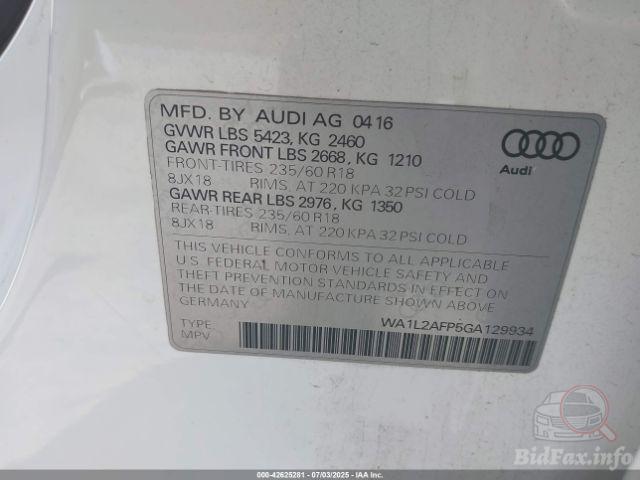 MFD. BY AUDI AG 04 16
GVWR LBS 5423, KG 2460
GAWR FRONT LBS 2668, KG 1210
FRONT-TIRES 235/60 R18
8JX18 RIMS, AT 220 KPA 32 PSI COLD
GAWR REAR LBS 2976, KG 1350
REAR-TIRES 235/60 R18
8JX18 RIMS, AT 220 KPA 32 PSI COLD
THIS VEHICLE CONFORMS TO ALL APPLICABLE
U.S. FEDERAL MOTOR VEHICLE SAFETY AND
THEFT PREVENTION STANDARDS IN EFFECT ON
THE DATE OF MANUFACTURE SHOWN ABOVE
GERMANY
TYPE:
MPV
WA1L2AFP5GA129934
Audi
BidFax.info
000-42625281 - 07/03/2025 - IAA Inc.